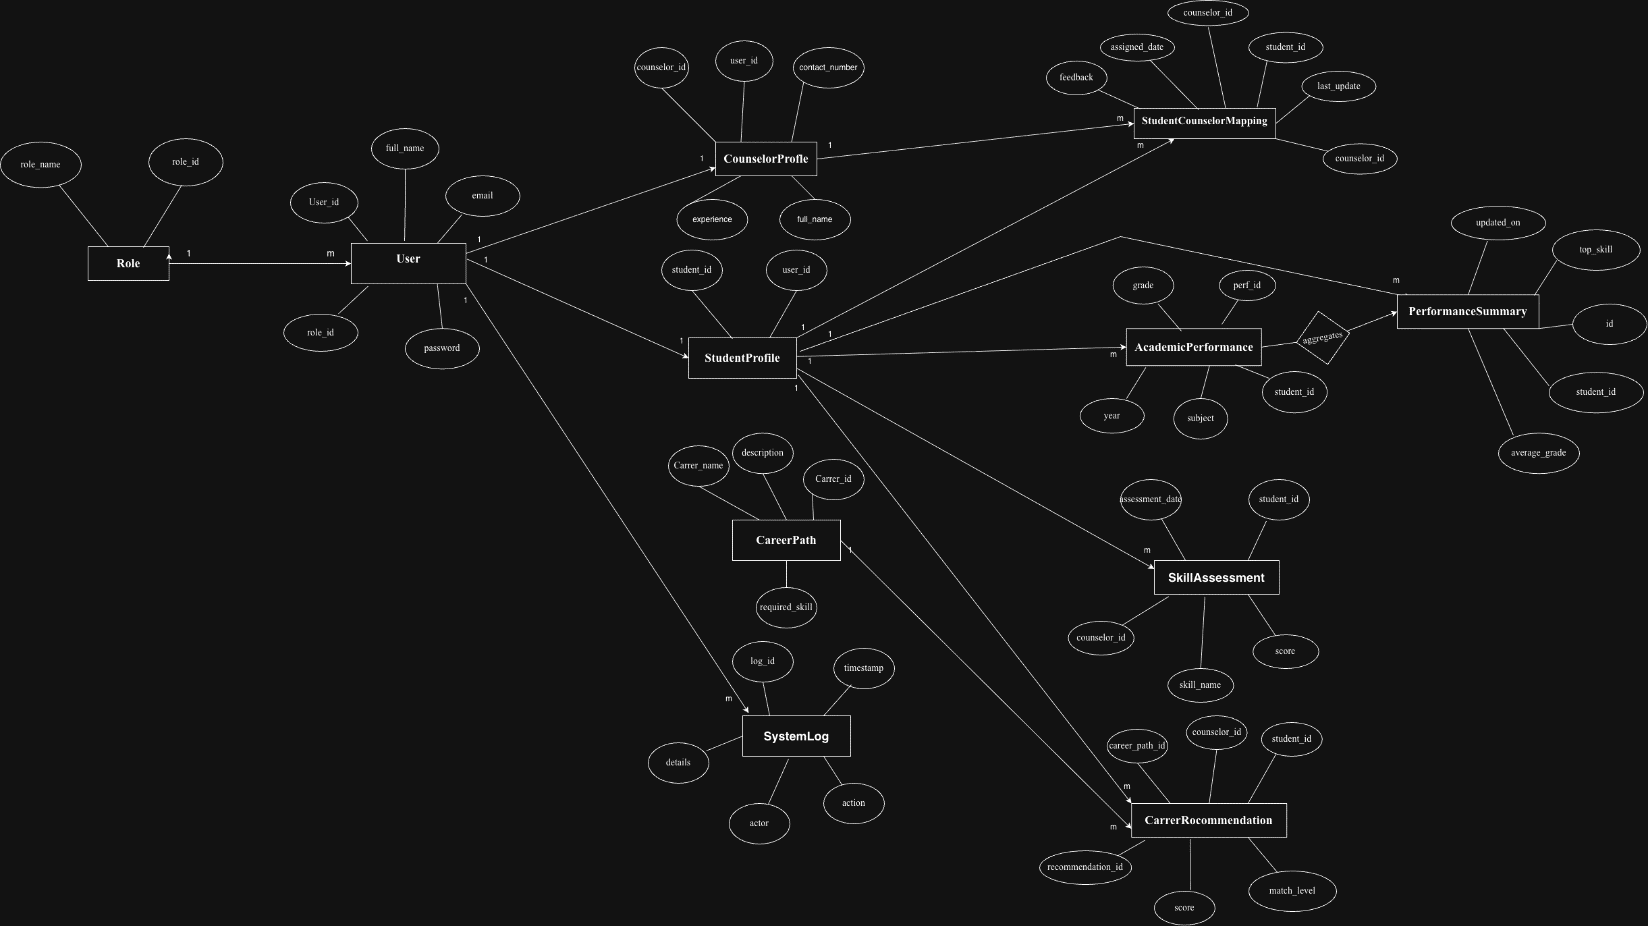 counselor_id
assigned_date
student_id
feedback
last_update
StudentCounselorMapping
m
m
counselor_id
counselor_id
user_id
contact_number
CounselorProfle
1
1
experience
full_name
role_name
role_id
Role
1
m
full_name
User_id
email
User
1
1
1
role_id
password
student_id
user_id
StudentProfile
1
1
1
1
1
updated_on
top_skill
m
PerformanceSummary
id
student_id
average_grade
grade
perf_id
AcademicPerformance
m
aggregates
year
subject
student_id
Carrer_name
description
Carrer_id
CareerPath
1
required_skill
assessment_date
student_id
m
SkillAssessment
counselor_id
skill_name
score
log_id
timestamp
m
SystemLog
details
actor
action
career_path_id
counselor_id
student_id
m
m
CarrerRocommendation
recommendation_id
score
match_level